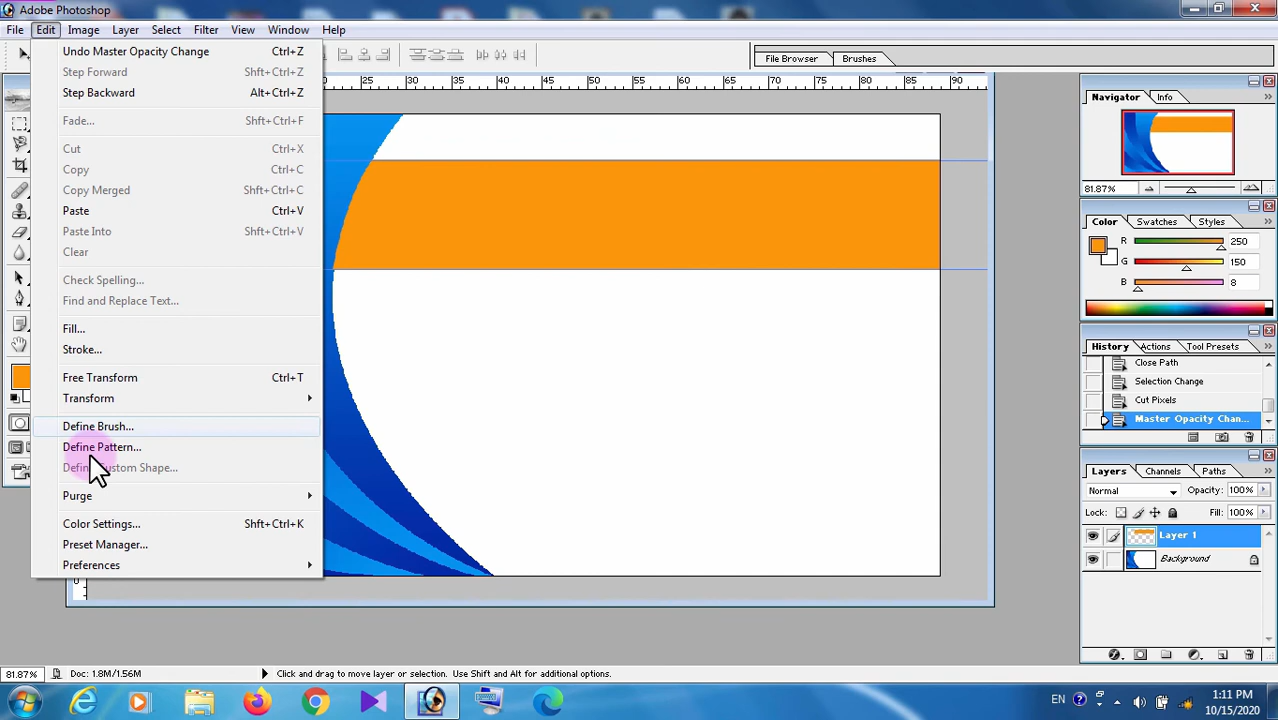 Adobe Photoshop
File Edit Image Layer Select Filter View Window Help
File Browser Brushes
Undo Master Opacity Change Ctrl+Z
Step Forward Shft+Ctrl+Z
Step Backward Alt+Ctrl+Z
Fade... Shft+Ctrl+F
Cut Ctrl+X
Copy Ctrl+C
Copy Merged Shft+Ctrl+C
Paste Ctrl+V
Paste Into Shft+Ctrl+V
Clear
Check Spelling...
Find and Replace Text...
Fill...
Stroke...
Free Transform Ctrl+T
Transform
Define Brush...
Define Pattern...
Define Custom Shape...
Purge
Color Settings... Shft+Ctrl+K
Preset Manager...
Preferences
25 30 35 40 45 50 55 60 65 70 75 80 85 90
Navigator Info
81.87%
Color Swatches Styles
R 250
G 150
B 8
History Actions Tool Presets
Close Path
Selection Change
Cut Pixels
Master Opacity Chan...
Layers Channels Paths
Normal Opacity: 100%
Lock: Fill: 100%
Layer 1
Background
81.87% Doc: 1.8M/1.56M Click and drag to move layer or selection. Use Shift and Alt for additional options.
EN 1:11 PM
10/15/2020